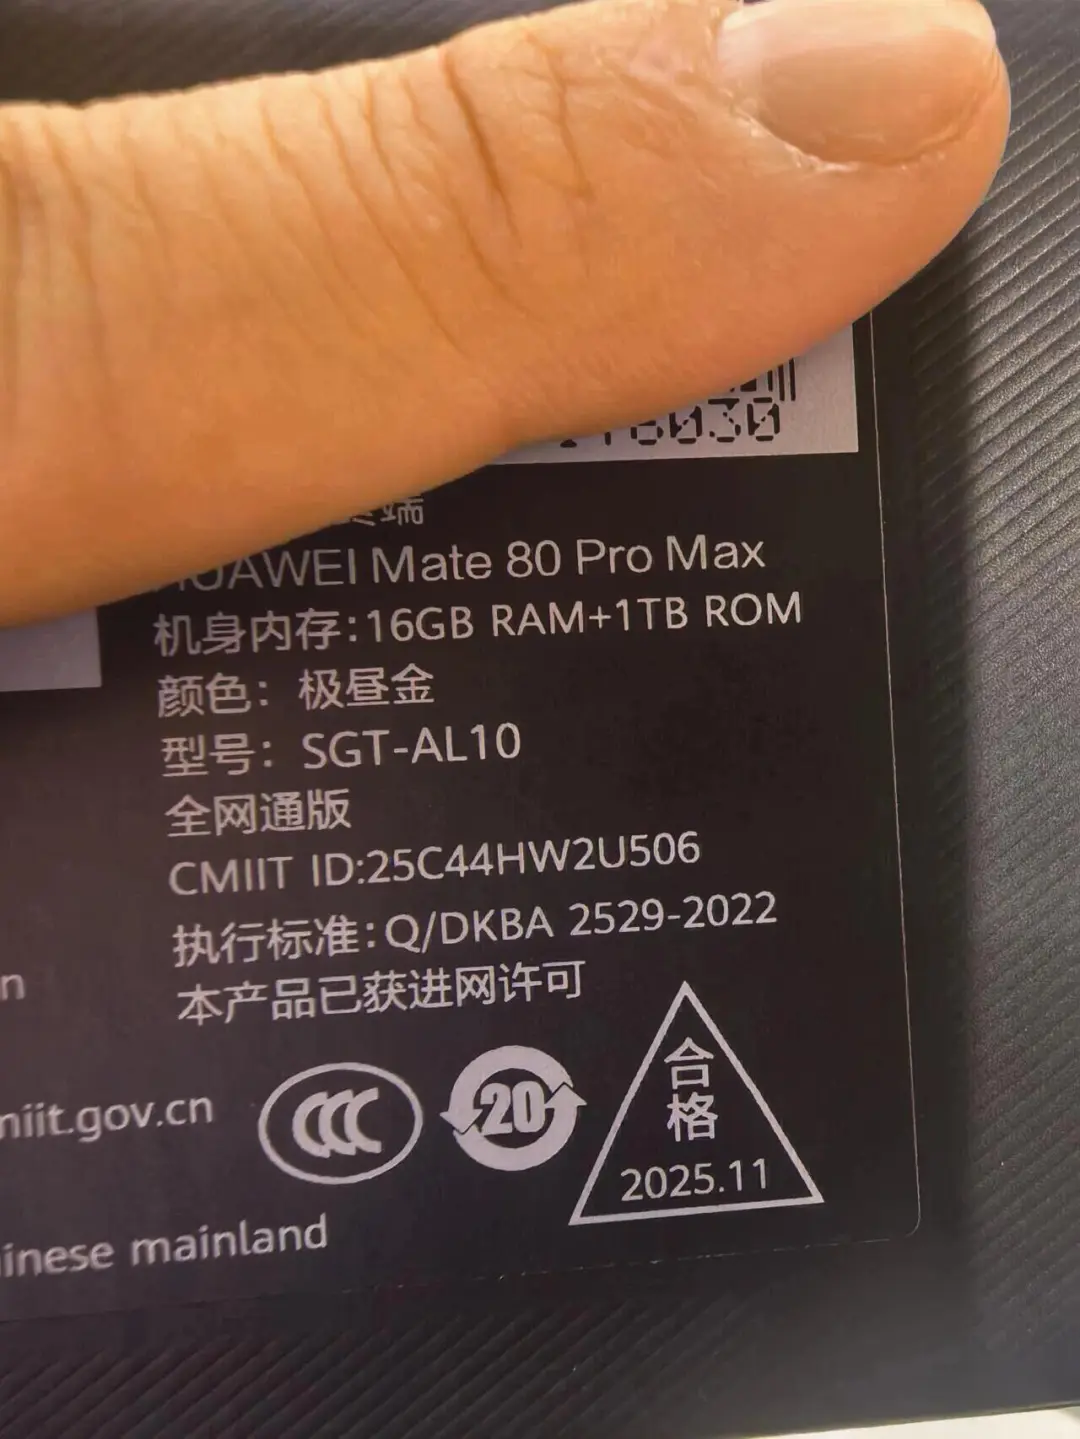 端
HUAWEI Mate 80 Pro Max
机身内存:16GB RAM+1TB ROM
颜色: 极昼金
型号: SGT-AL10
全网通版
CMIIT ID:25C44HW2U506
执行标准:Q/DKBA 2529-2022
本产品已获进网许可
n
miit.gov.cn
CCC
20
合
格
2025.11
inese mainland